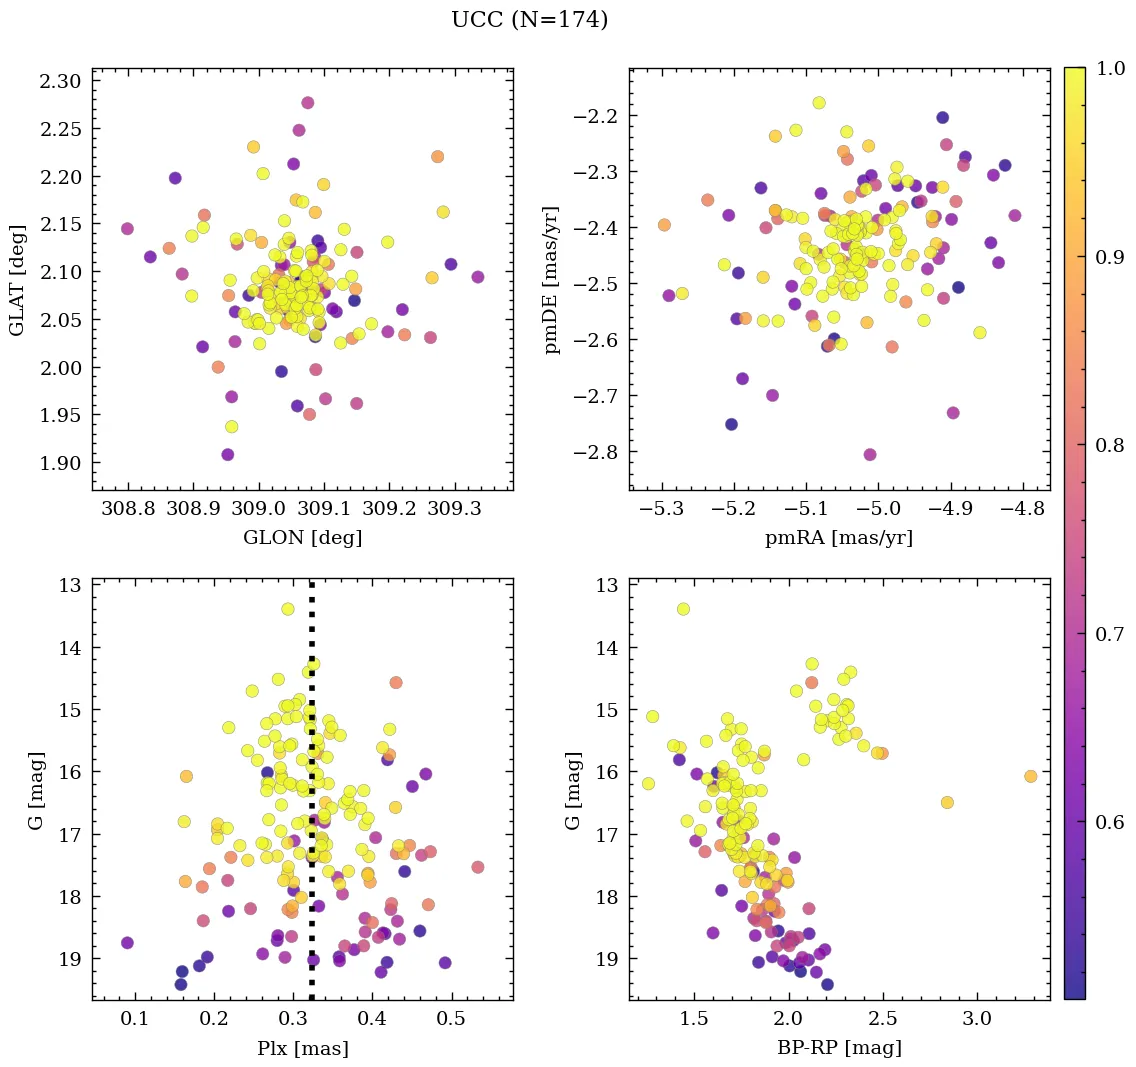 UCC (N=174)
2.30
2.25
2.20
2.15
2.10
2.05
2.00
1.95
1.90
GLAT [deg]
308.8 308.9 309.0 309.1 309.2 309.3
GLON [deg]
−2.2
−2.3
−2.4
−2.5
−2.6
−2.7
−2.8
pmDE [mas/yr]
−5.3 −5.2 −5.1 −5.0 −4.9 −4.8
pmRA [mas/yr]
13
14
15
16
17
18
19
G [mag]
0.1 0.2 0.3 0.4 0.5
Plx [mas]
13
14
15
16
17
18
19
G [mag]
1.5 2.0 2.5 3.0
BP-RP [mag]
1.0
0.9
0.8
0.7
0.6